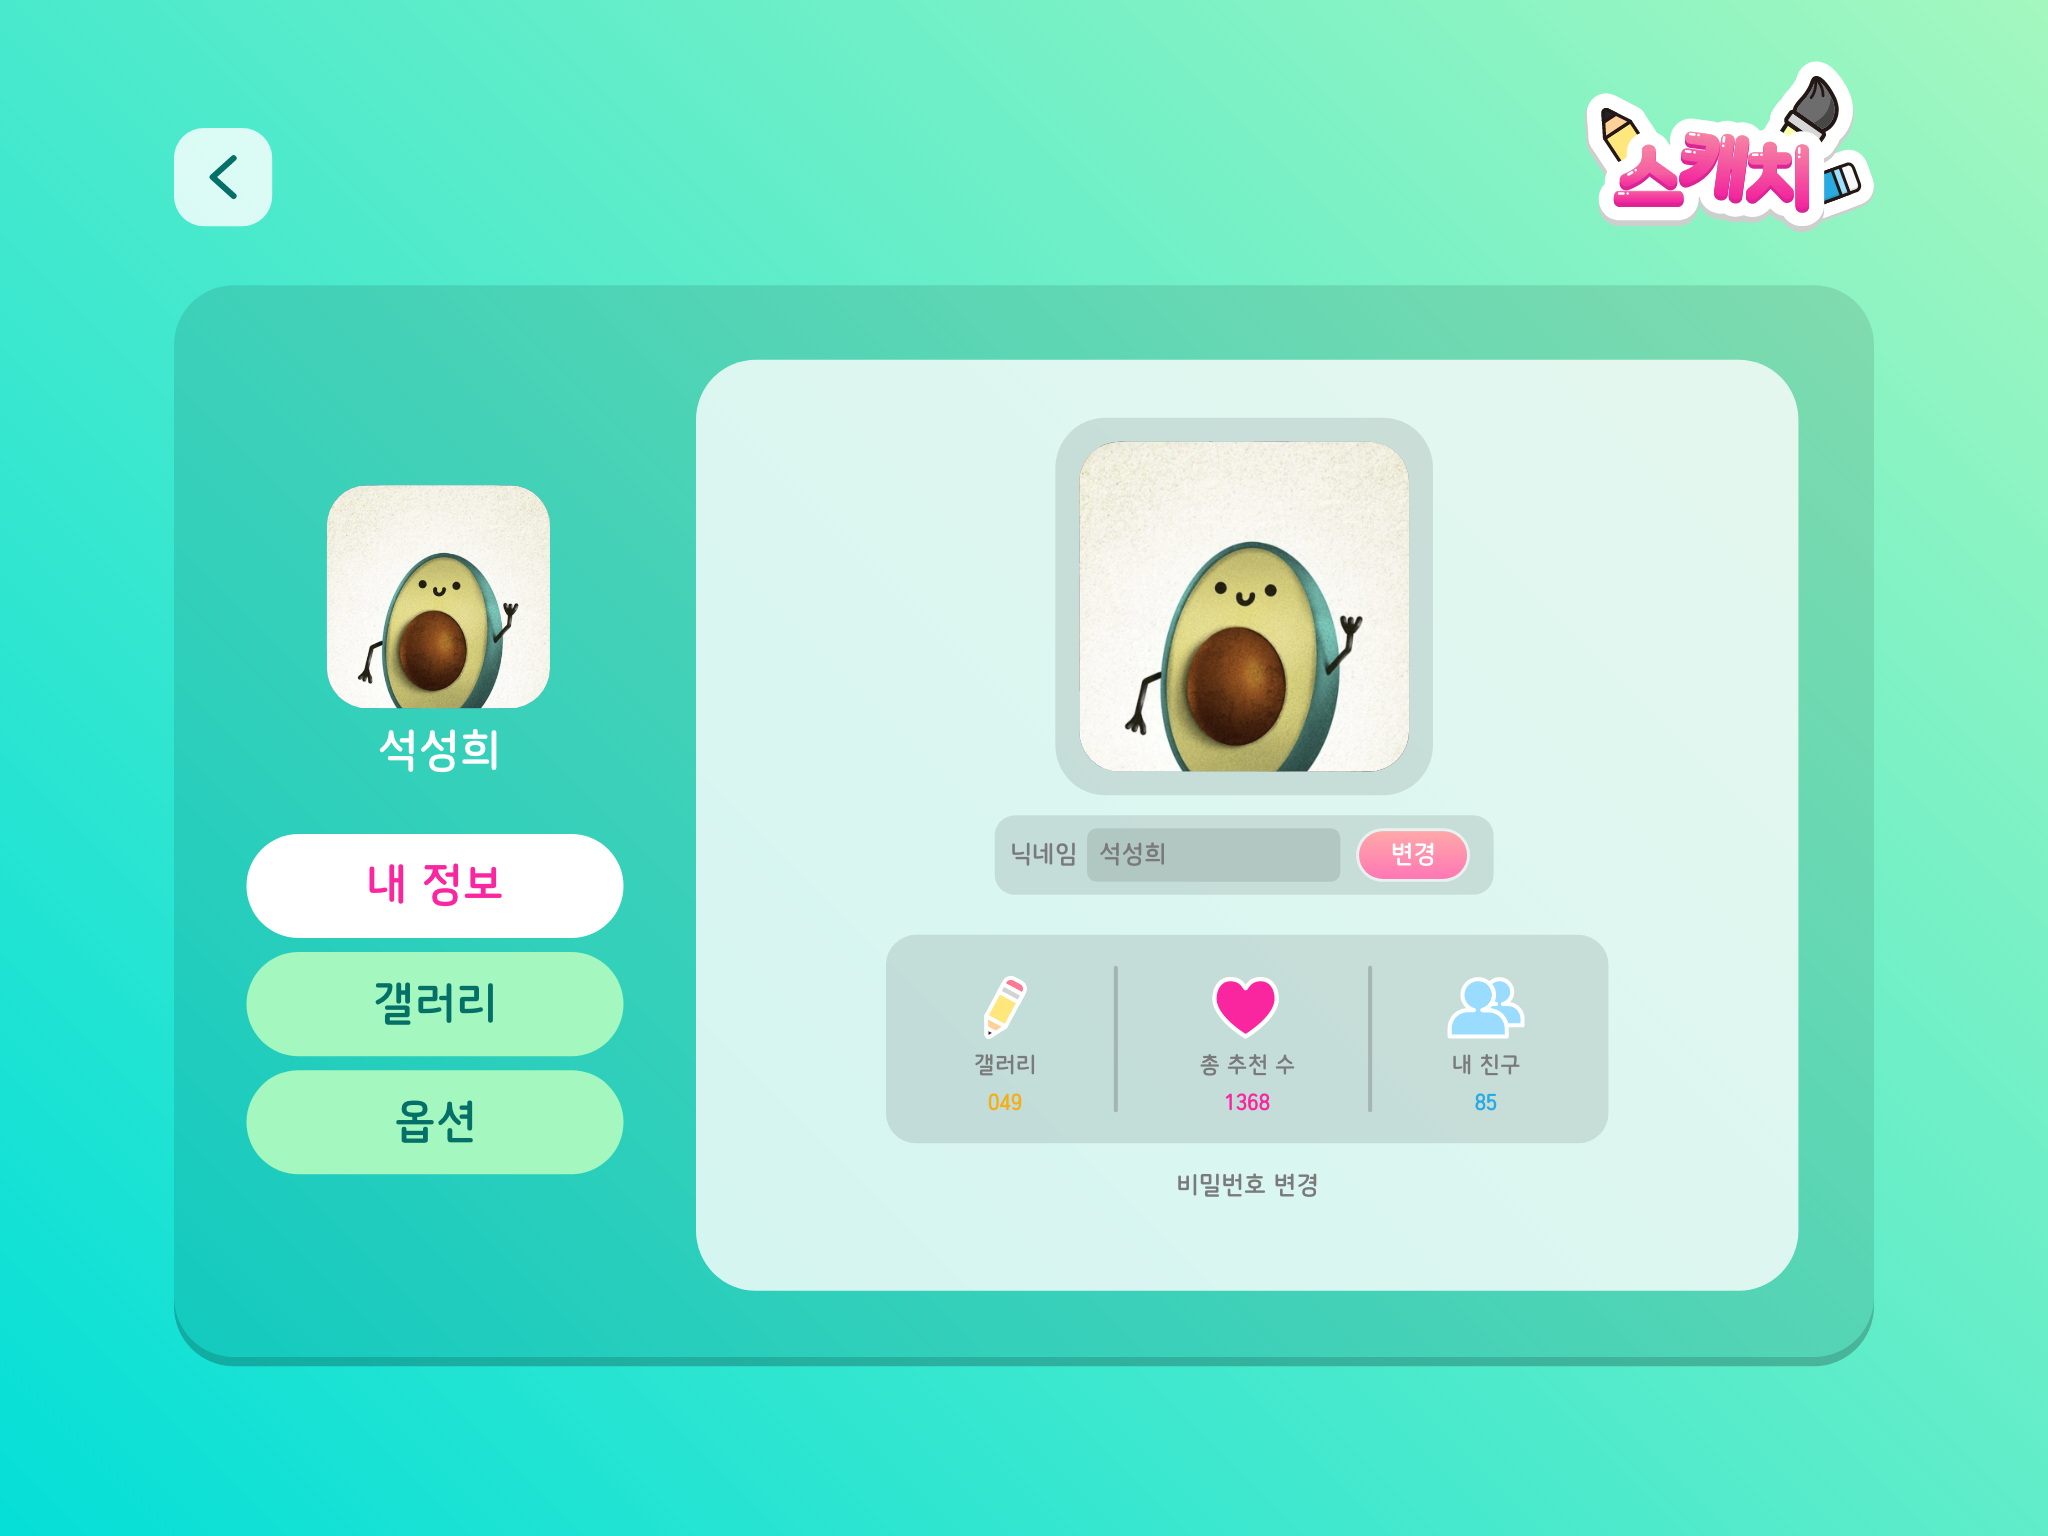 스캐치
석성희
내 정보
갤러리
옵션
닉네임 석성희 변경
갤러리 총 추천 수 내 친구
049 1368 85
비밀번호 변경